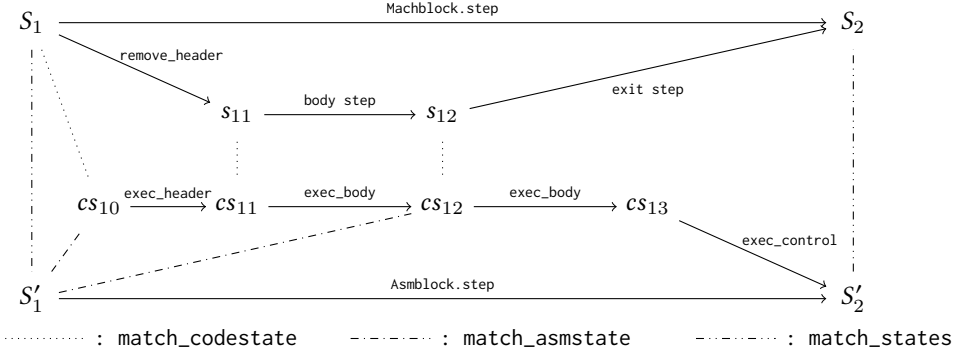 S₁ Machblock.step S₂
remove_header
s₁₁ body step s₁₂ exit step
cs₁₀ exec_header cs₁₁ exec_body cs₁₂ exec_body cs₁₃
exec_control
S′₁ Asmblock.step S′₂
: match_codestate : match_asmstate : match_states